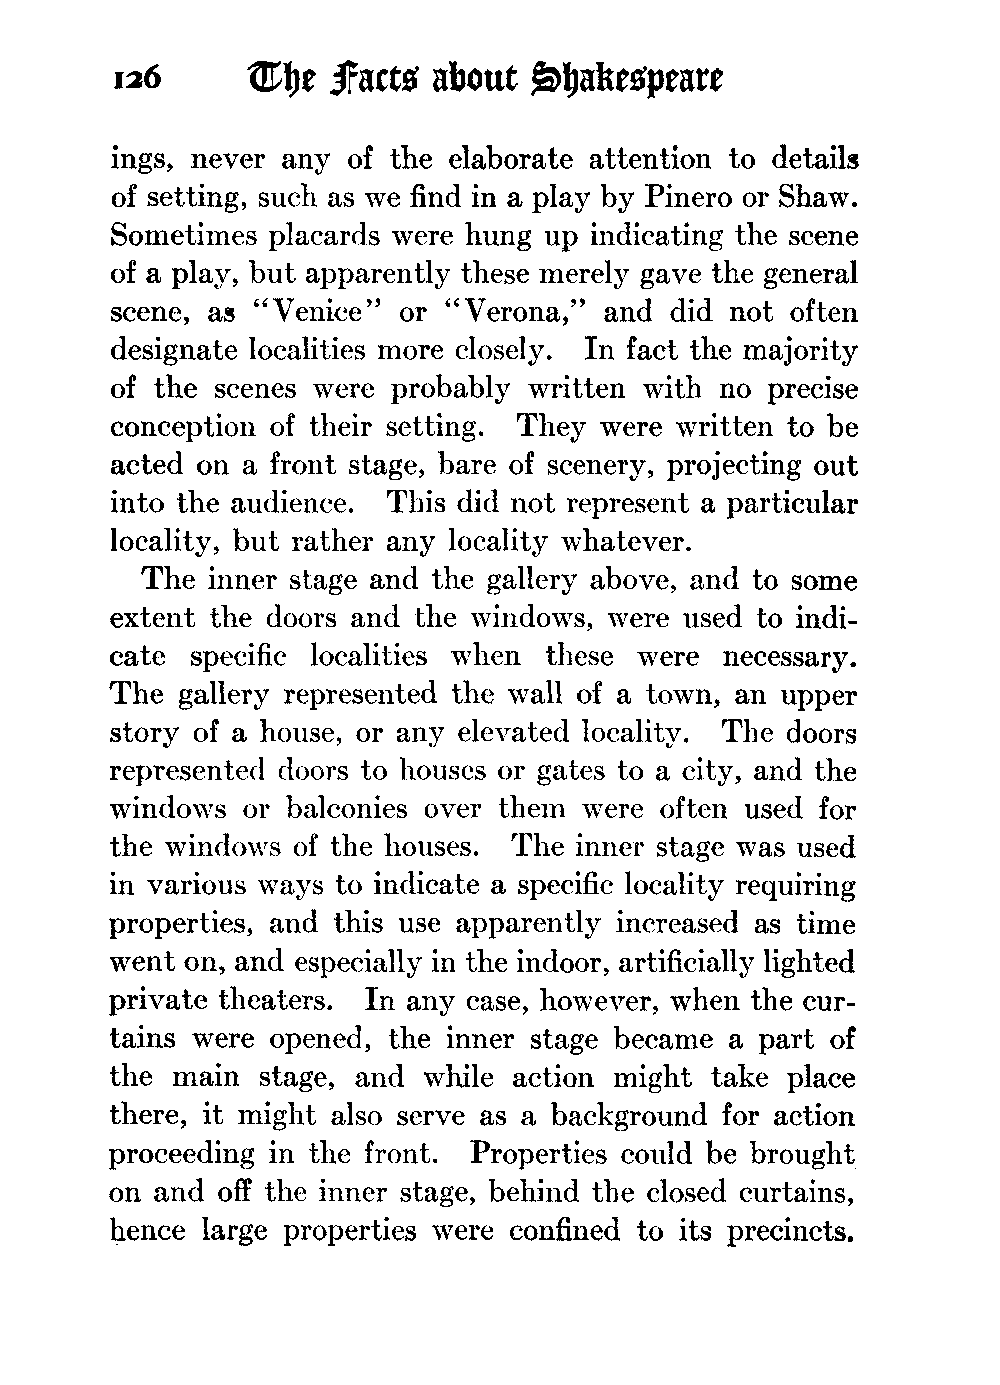 126 The Facts about Shakespeare
ings, never any of the elaborate attention to details
of setting, such as we find in a play by Pinero or Shaw.
Sometimes placards were hung up indicating the scene
of a play, but apparently these merely gave the general
scene, as "Venice" or "Verona," and did not often
designate localities more closely. In fact the majority
of the scenes were probably written with no precise
conception of their setting. They were written to be
acted on a front stage, bare of scenery, projecting out
into the audience. This did not represent a particular
locality, but rather any locality whatever.
The inner stage and the gallery above, and to some
extent the doors and the windows, were used to indi-
cate specific localities when these were necessary.
The gallery represented the wall of a town, an upper
story of a house, or any elevated locality. The doors
represented doors to houses or gates to a city, and the
windows or balconies over them were often used for
the windows of the houses. The inner stage was used
in various ways to indicate a specific locality requiring
properties, and this use apparently increased as time
went on, and especially in the indoor, artificially lighted
private theaters. In any case, however, when the cur-
tains were opened, the inner stage became a part of
the main stage, and while action might take place
there, it might also serve as a background for action
proceeding in the front. Properties could be brought
on and off the inner stage, behind the closed curtains,
hence large properties were confined to its precincts.